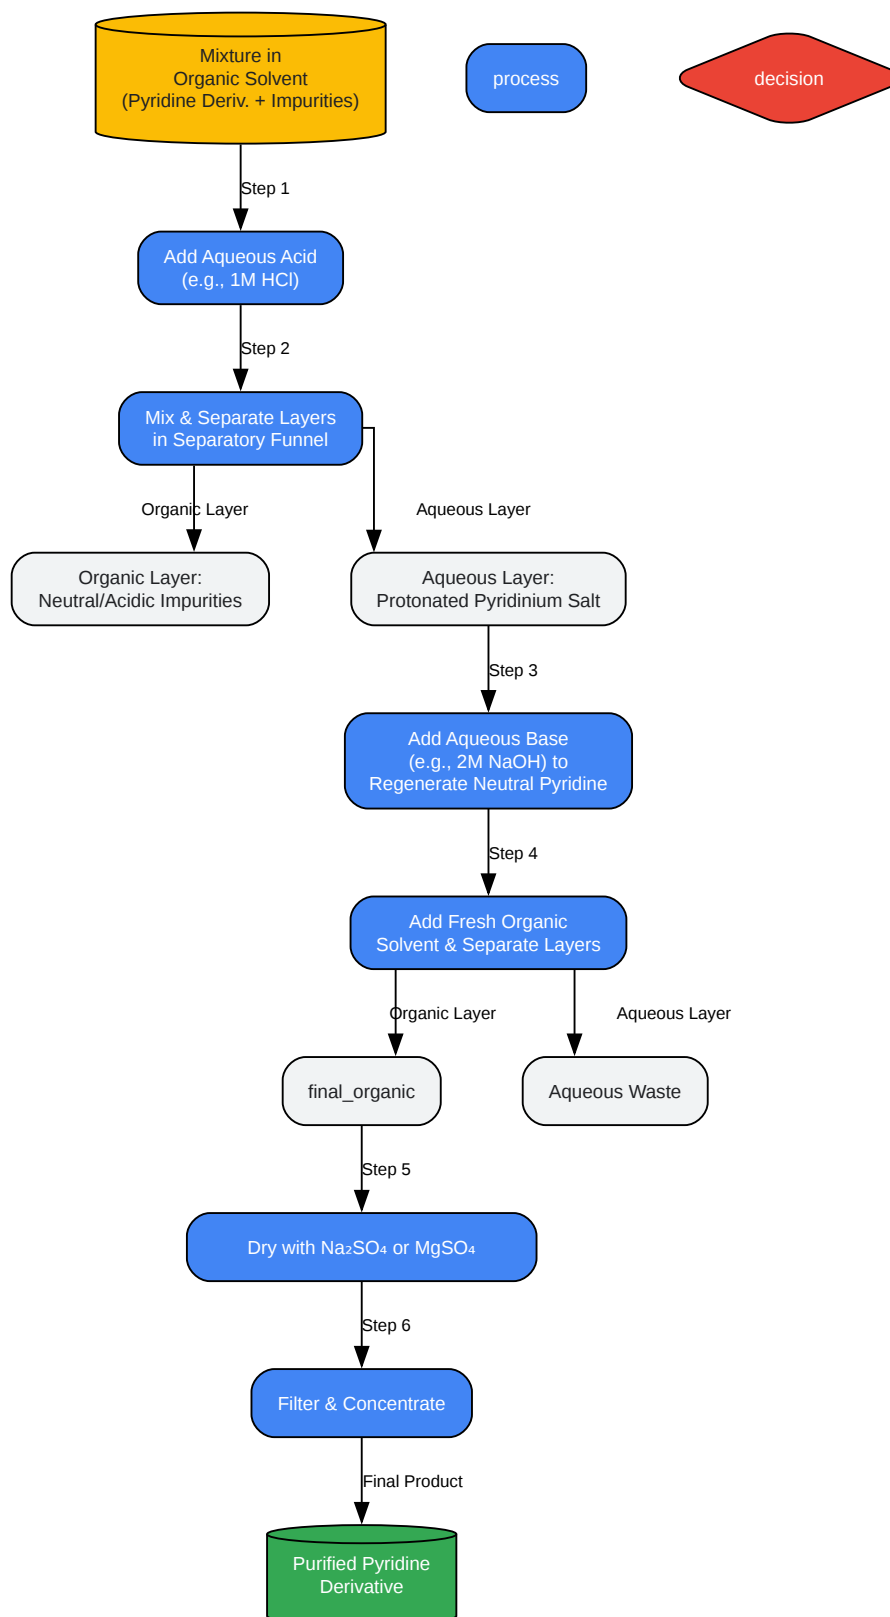 Mixture in
Organic Solvent
(Pyridine Deriv. + Impurities)
process
decision
Step 1
Add Aqueous Acid
(e.g., 1M HCl)
Step 2
Mix & Separate Layers
in Separatory Funnel
Organic Layer
Aqueous Layer
Organic Layer:
Neutral/Acidic Impurities
Aqueous Layer:
Protonated Pyridinium Salt
Step 3
Add Aqueous Base
(e.g., 2M NaOH) to
Regenerate Neutral Pyridine
Step 4
Add Fresh Organic
Solvent & Separate Layers
Organic Layer
Aqueous Layer
final_organic
Aqueous Waste
Step 5
Dry with Na₂SO₄ or MgSO₄
Step 6
Filter & Concentrate
Final Product
Purified Pyridine
Derivative